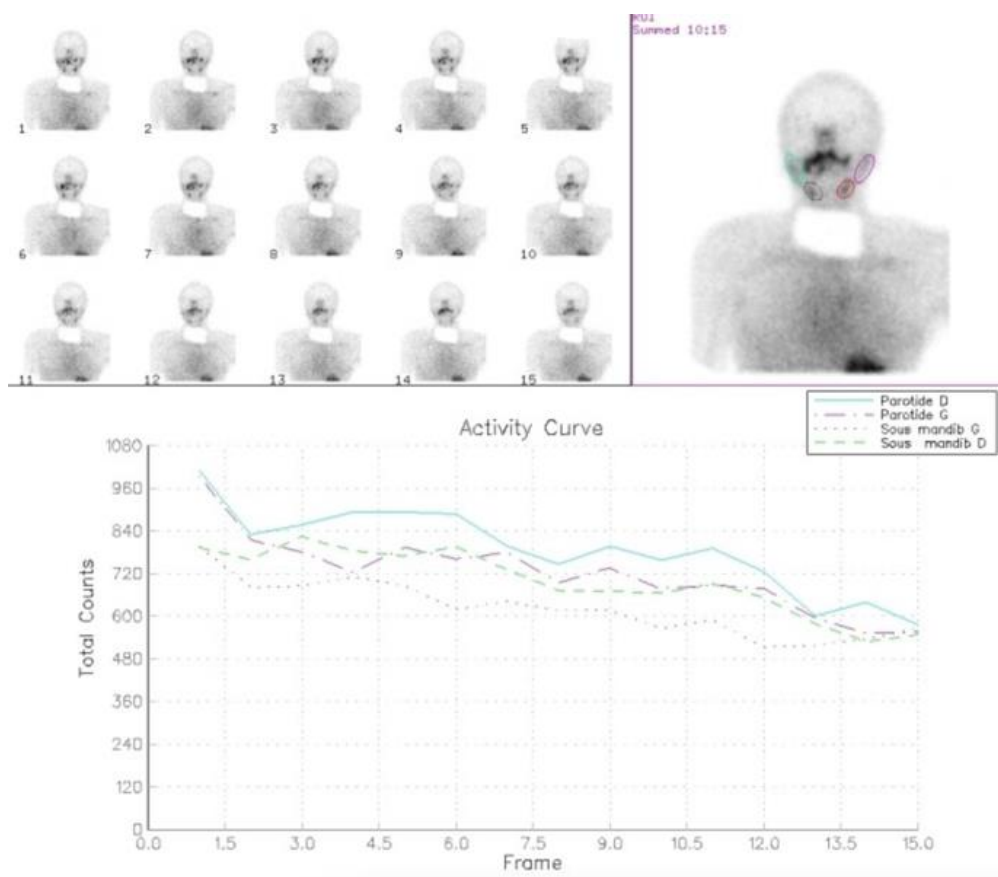 ROI
Summed 10:15
1 2 3 4 5
6 7 8 9 10
11 12 13 14 15
Parotide D
Parotide G
Sous mandib G
Sous mandib D
Activity Curve
1080
960
840
720
600
480
360
240
120
0
Total Counts
0.0 1.5 3.0 4.5 6.0 7.5 9.0 10.5 12.0 13.5 15.0
Frame